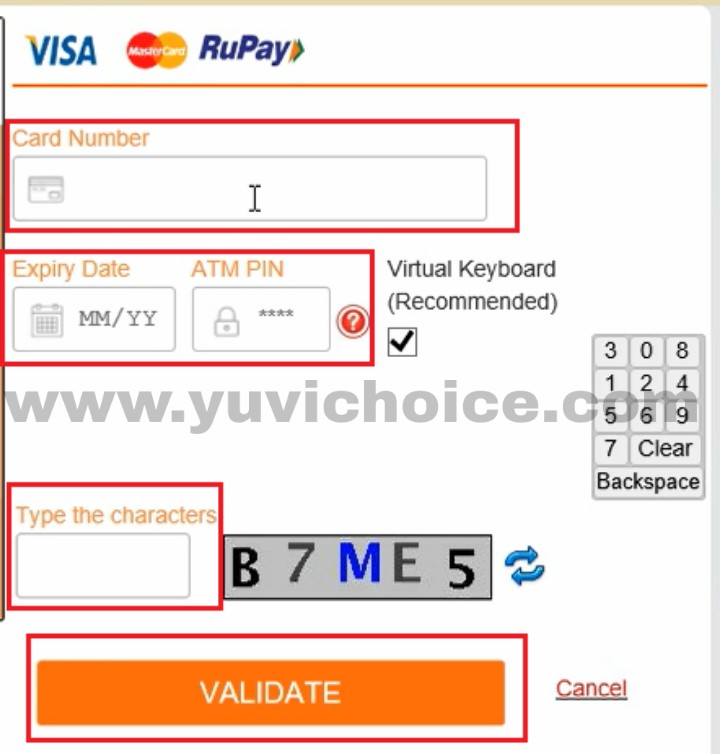 VISA MasterCard RuPay
Card Number
Expiry Date ATM PIN
MM/YY ****
?
Virtual Keyboard
(Recommended)
3 0 8
1 2 4
5 6 9
7 Clear
Backspace
www.yuvichoice.com
Type the characters
B 7 M E 5
VALIDATE
Cancel